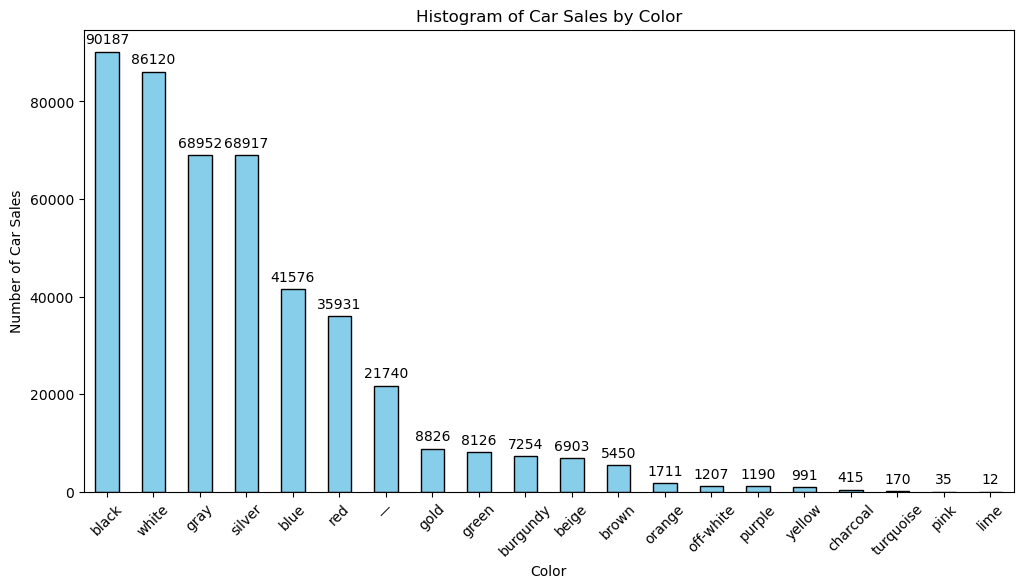 Histogram of Car Sales by Color
Number of Car Sales
80000
60000
40000
20000
0
90187
86120
68952
68917
41576
35931
21740
8826
8126
7254
6903
5450
1711
1207
1190
991
415
170
35
12
black
white
gray
silver
blue
red
—
gold
green
burgundy
beige
brown
orange
off-white
purple
yellow
charcoal
turquoise
pink
lime
Color